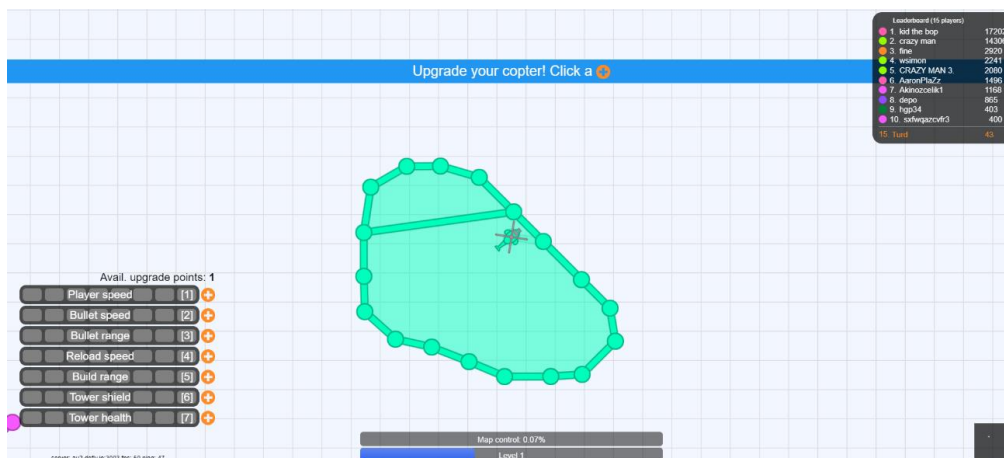 Leaderboard (15 players)
1. kid the bop 17202
2. crazy man 14306
3. fine 2920
4. wsimon 2241
5. CRAZY MAN 3. 2080
6. AaronPlaZz 1496
7. Akinozcelik1 1168
8. depo 865
9. hgp34 403
10. sxfwqazcvfr3 400
15. Turd 43
Upgrade your copter! Click a
Avail. upgrade points: 1
Player speed [1]
Bullet speed [2]
Bullet range [3]
Reload speed [4]
Build range [5]
Tower shield [6]
Tower health [7]
Map control: 0.07%
Level 1